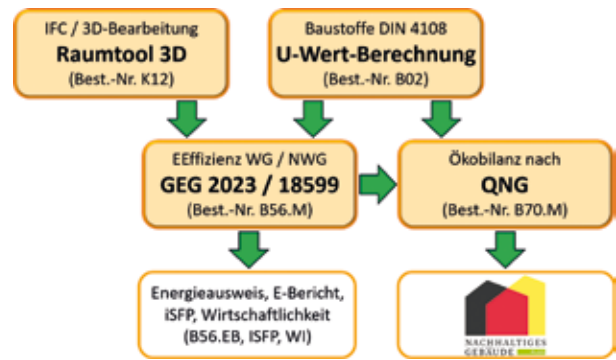 IFC / 3D-Bearbeitung
Raumtool 3D
(Best.-Nr. K12)
Baustoffe DIN 4108
U-Wert-Berechnung
(Best.-Nr. B02)
EEffizienz WG / NWG
GEG 2023 / 18599
(Best.-Nr. B56.M)
Ökobilanz nach
QNG
(Best.-Nr. B70.M)
Energieausweis, E-Bericht,
iSFP, Wirtschaftlichkeit
(B56.EB, ISFP, WI)
NACHHALTIGES
GEBÄUDE